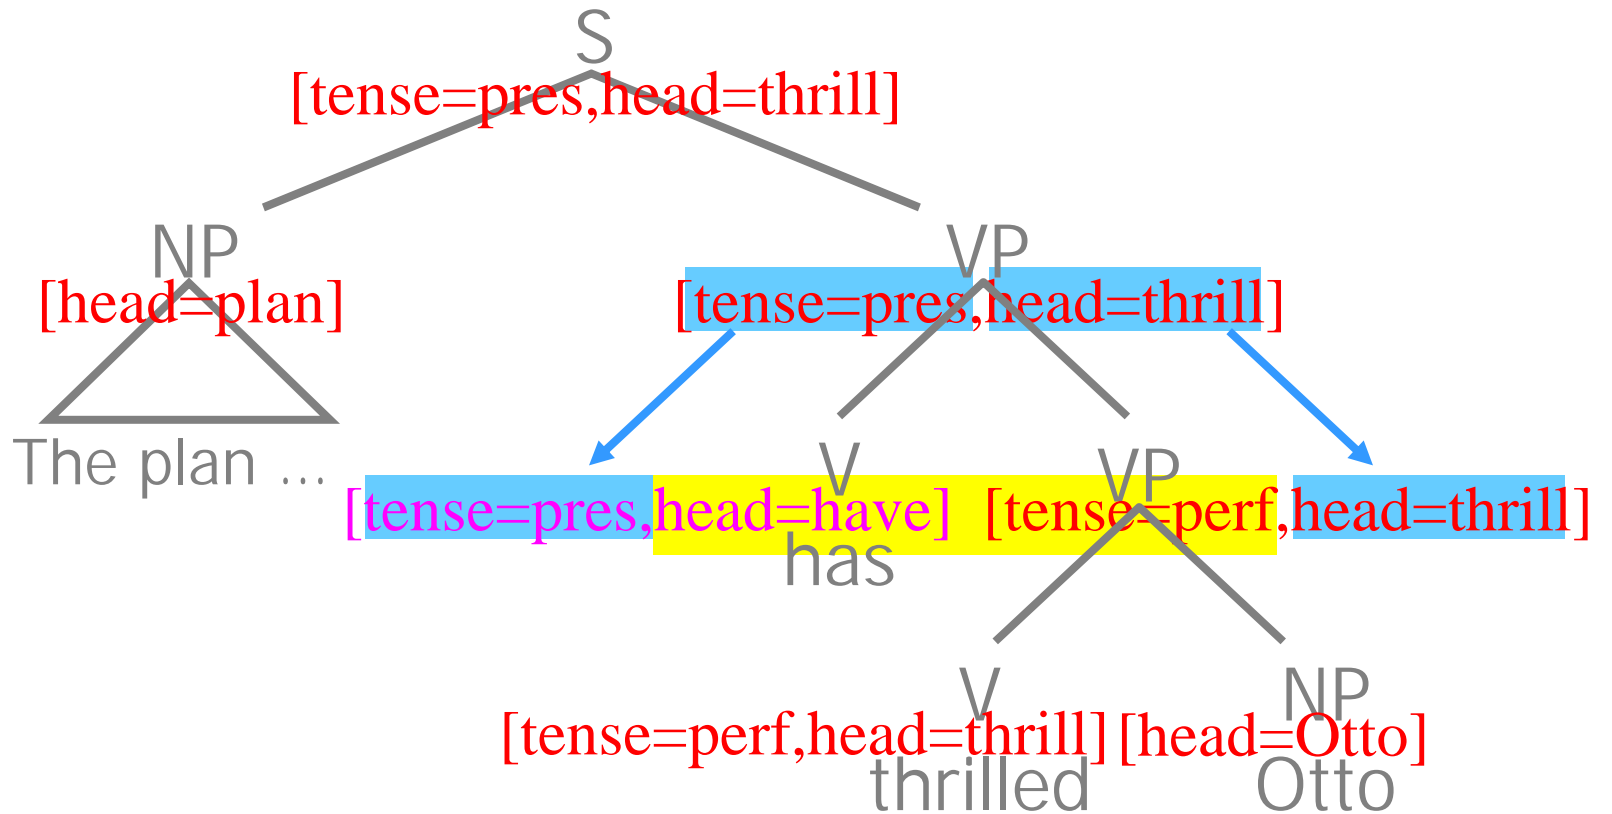 S
[tense=pres,head=thrill]
NP VP
[head=plan] [tense=pres,head=thrill]
The plan ... V VP
[tense=pres,head=have] [tense=perf,head=thrill]
has
V NP
[tense=perf,head=thrill] [head=Otto]
thrilled Otto